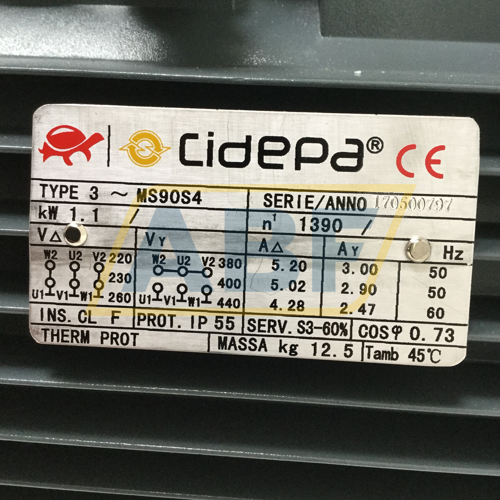 Cidepa® CE
TYPE 3 ~ MS90S4 SERIE/ANNO 170500797
kW 1.1 / n¹ 1390 /
V△ VY A△ AY Hz
W2 U2 V2 220 W2 U2 V2 380 5.20 3.00 50
230 400 5.02 2.90 50
U1 V1 W1 260 U1 V1 W1 440 4.28 2.47 60
INS. CL F PROT. IP 55 SERV. S3-60% COSφ 0.73
THERM PROT MASSA kg 12.5 Tamb 45℃
ABF